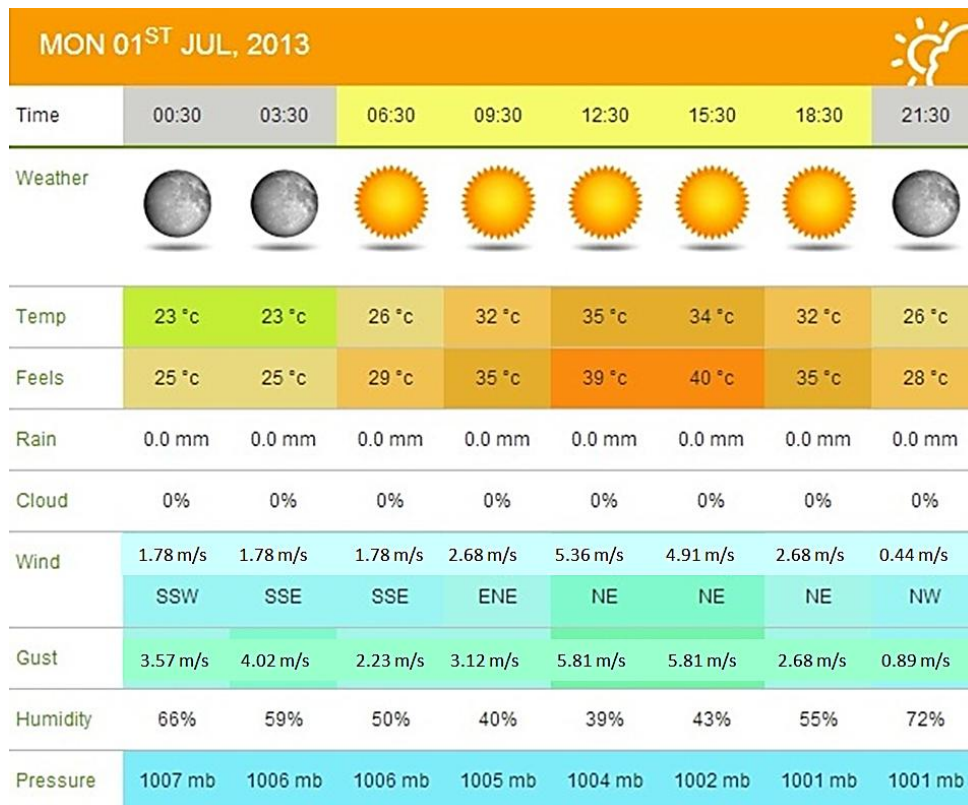 MON 01ST JUL, 2013
Time 00:30 03:30 06:30 09:30 12:30 15:30 18:30 21:30
Weather
Temp 23 °c 23 °c 26 °c 32 °c 35 °c 34 °c 32 °c 26 °c
Feels 25 °c 25 °c 29 °c 35 °c 39 °c 40 °c 35 °c 28 °c
Rain 0.0 mm 0.0 mm 0.0 mm 0.0 mm 0.0 mm 0.0 mm 0.0 mm 0.0 mm
Cloud 0% 0% 0% 0% 0% 0% 0% 0%
Wind 1.78 m/s 1.78 m/s 1.78 m/s 2.68 m/s 5.36 m/s 4.91 m/s 2.68 m/s 0.44 m/s
SSW SSE SSE ENE NE NE NE NW
Gust 3.57 m/s 4.02 m/s 2.23 m/s 3.12 m/s 5.81 m/s 5.81 m/s 2.68 m/s 0.89 m/s
Humidity 66% 59% 50% 40% 39% 43% 55% 72%
Pressure 1007 mb 1006 mb 1006 mb 1005 mb 1004 mb 1002 mb 1001 mb 1001 mb